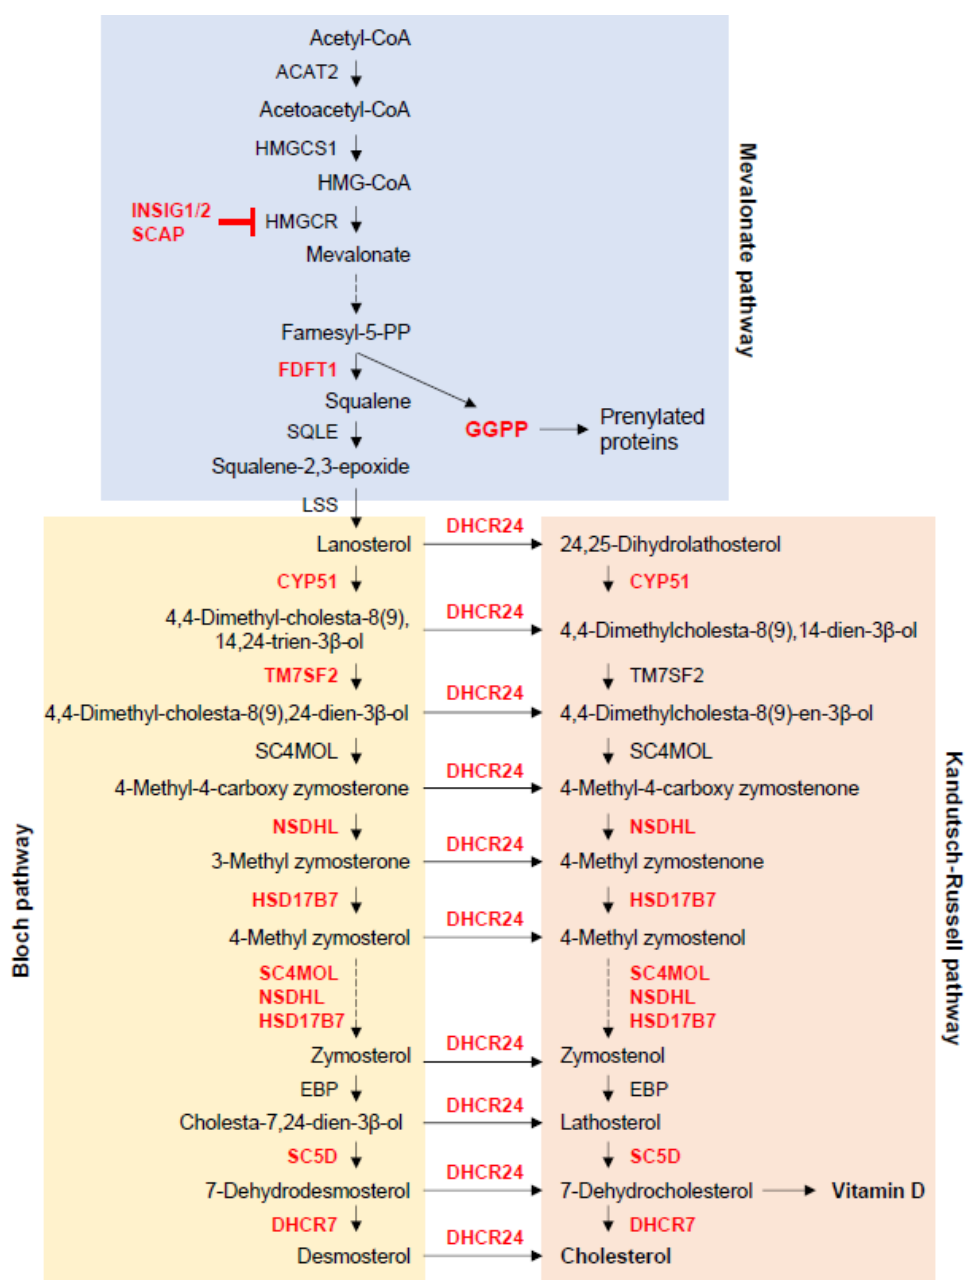 Acetyl-CoA
ACAT2
Acetoacetyl-CoA
HMGCS1
HMG-CoA
INSIG1/2
SCAP
HMGCR
Mevalonate
Farnesyl-5-PP
FDFT1
Squalene
SQLE
GGPP
Prenylated
proteins
Squalene-2,3-epoxide
LSS
Mevalonate pathway
Lanosterol
DHCR24
24,25-Dihydrolathosterol
CYP51
CYP51
4,4-Dimethyl-cholesta-8(9),
14,24-trien-3β-ol
DHCR24
4,4-Dimethylcholesta-8(9),14-dien-3β-ol
TM7SF2
TM7SF2
4,4-Dimethyl-cholesta-8(9),24-dien-3β-ol
DHCR24
4,4-Dimethylcholesta-8(9)-en-3β-ol
SC4MOL
SC4MOL
4-Methyl-4-carboxy zymosterone
DHCR24
4-Methyl-4-carboxy zymostenone
NSDHL
NSDHL
3-Methyl zymosterone
DHCR24
4-Methyl zymostenone
HSD17B7
HSD17B7
4-Methyl zymosterol
DHCR24
4-Methyl zymostenol
SC4MOL
NSDHL
HSD17B7
SC4MOL
NSDHL
HSD17B7
Zymosterol
DHCR24
Zymostenol
EBP
EBP
Cholesta-7,24-dien-3β-ol
DHCR24
Lathosterol
SC5D
SC5D
7-Dehydrodesmosterol
DHCR24
7-Dehydrocholesterol
Vitamin D
DHCR7
DHCR7
Desmosterol
DHCR24
Cholesterol
Bloch pathway
Kandutsch-Russell pathway